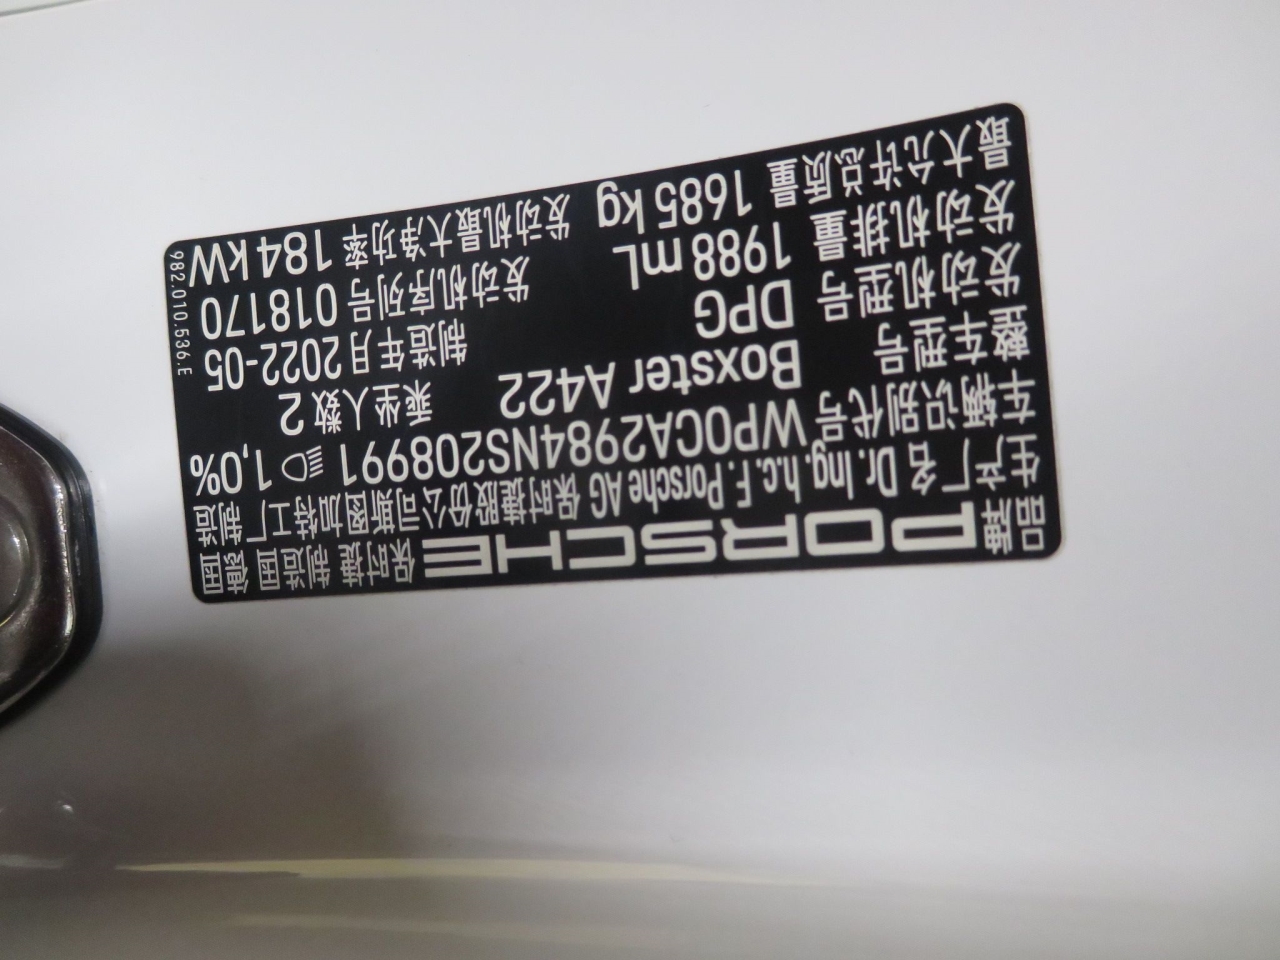 品牌 PORSCHE 保时捷 制造国 德国
生产厂名 Dr. Ing. h.c. F. Porsche AG 保时捷股份公司斯图加特工厂制造
车辆识别代号 WP0CA2984NS208991 1,0%
整车型号 Boxster A422 乘坐人数 2
发动机型号 DPG 制造年月 2022-05
发动机排量 1988 mL 发动机序列号 018170
最大允许总质量 1685 kg 发动机最大净功率 184 kW
982.010.536.E